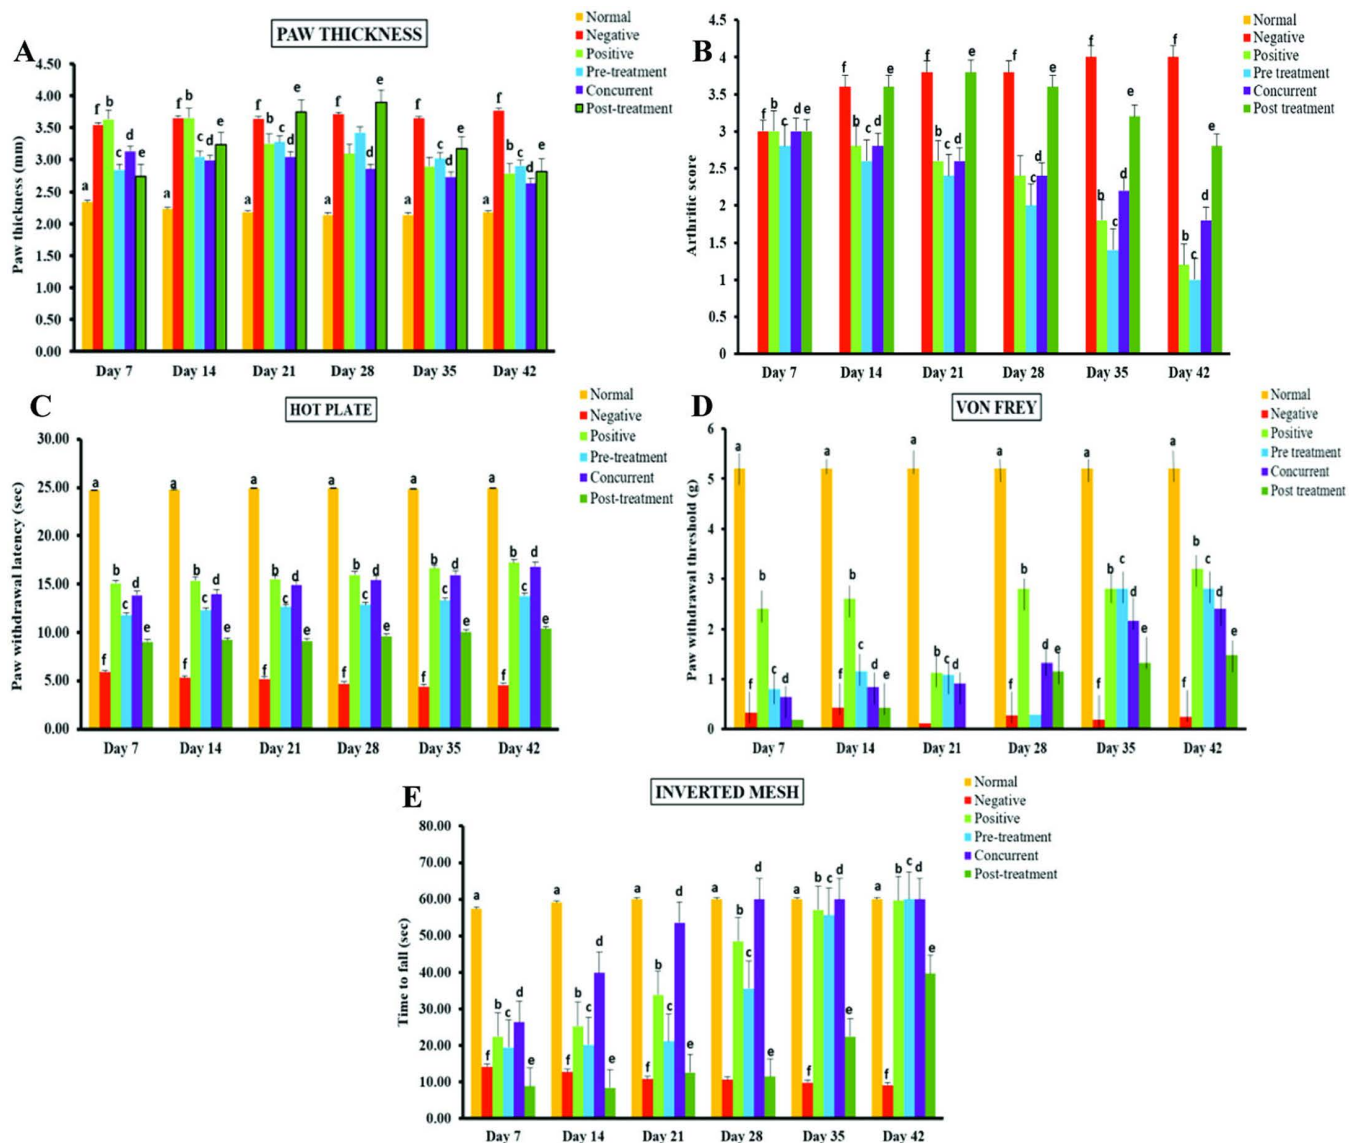 A
PAW THICKNESS
Normal
Negative
Positive
Pre-treatment
Concurrent
Post-treatment
Paw thickness (mm)
4.50
4.00
3.50
3.00
2.50
2.00
1.50
1.00
0.50
0.00
a f b c d e
a f b c d e
a f b c d e
a f d e
a f b c d e
a f b c d e
Day 7 Day 14 Day 21 Day 28 Day 35 Day 42
B
Normal
Negative
Positive
Pre treatment
Concurrent
Post treatment
Arthritic score
4.5
4
3.5
3
2.5
2
1.5
1
0.5
0
f b c d e
f b c d e
f b c d e
f b c d e
f b c d e
f b c d e
Day 7 Day 14 Day 21 Day 28 Day 35 Day 42
C
HOT PLATE
Normal
Negative
Positive
Pre-treatment
Concurrent
Post-treatment
Paw withdrawal latency (sec)
30.00
25.00
20.00
15.00
10.00
5.00
0.00
a f b c d e
a f b c d e
a f b c d e
a f b c d e
a f b c d e
a f b c d e
Day 7 Day 14 Day 21 Day 28 Day 35 Day 42
D
VON FREY
Normal
Negative
Positive
Pre treatment
Concurrent
Post treatment
Paw withdrawal threshold (g)
6
5
4
3
2
1
0
a f b c d
a f b c d e
a b c d
a f b d e
a f b c d e
a f b c d e
Day 7 Day 14 Day 21 Day 28 Day 35 Day 42
E
INVERTED MESH
Normal
Negative
Positive
Pre-treatment
Concurrent
Post-treatment
Time to fall (sec)
80.00
70.00
60.00
50.00
40.00
30.00
20.00
10.00
0.00
a f b c d e
a f b c d e
a f b c d e
a f b c d e
a f b c d e
a f b c d e
Day 7 Day 14 Day 21 Day 28 Day 35 Day 42